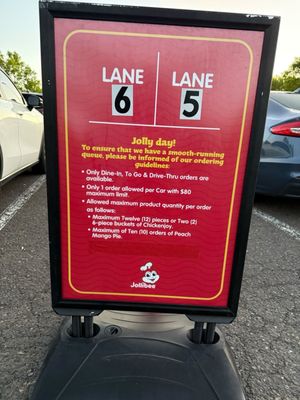 LANE
6
LANE
5
Jolly day!
To ensure that we have a smooth-running
queue, please be informed of our ordering
guidelines:
• Only Dine-In, To Go & Drive-Thru orders are
available.
• Only 1 order allowed per Car with $80
maximum limit.
• Allowed maximum product quantity per order
as follows:
• Maximum Twelve (12) pieces or Two (2)
6-piece buckets of Chickenjoy.
• Maximum of Ten (10) orders of Peach
Mango Pie.
Jollibee